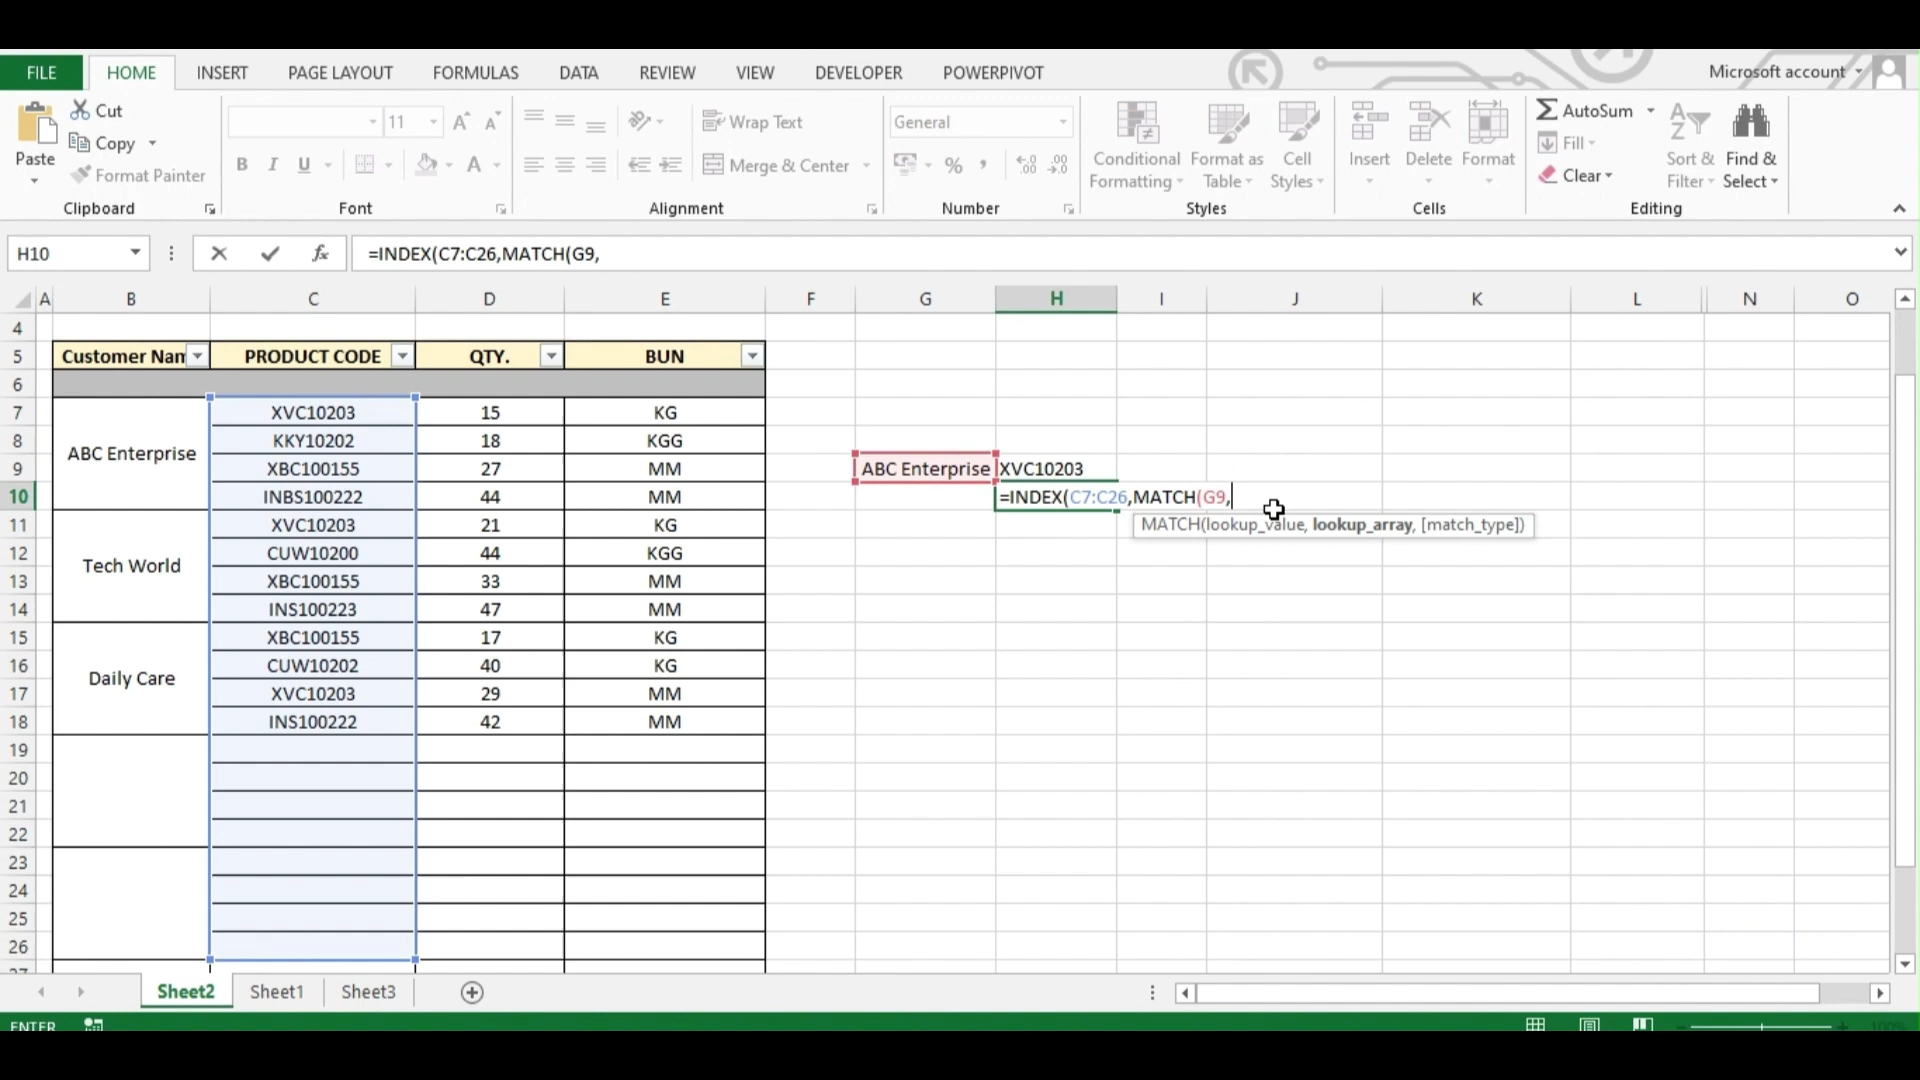 FILE HOME INSERT PAGE LAYOUT FORMULAS DATA REVIEW VIEW DEVELOPER POWERPIVOT Microsoft account
Paste Cut Copy Format Painter Clipboard
11 B I U A Font
Wrap Text Merge & Center Alignment
General % , Number
Conditional Formatting Format as Table Cell Styles Styles
Insert Delete Format Cells
AutoSum Fill Clear Sort & Filter Find & Select Editing
H10 fx =INDEX(C7:C26,MATCH(G9,
A B C D E F G H I J K L N O
4
5 Customer Nan PRODUCT CODE QTY. BUN
6
7 XVC10203 15 KG
8 KKY10202 18 KGG
ABC Enterprise
9 XBC100155 27 MM ABC Enterprise XVC10203
10 INBS100222 44 MM =INDEX(C7:C26,MATCH(G9,
11 XVC10203 21 KG MATCH(lookup_value, lookup_array, [match_type])
12 CUW10200 44 KGG
Tech World
13 XBC100155 33 MM
14 INS100223 47 MM
15 XBC100155 17 KG
16 CUW10202 40 KG
Daily Care
17 XVC10203 29 MM
18 INS100222 42 MM
19
20
21
22
23
24
25
26
27
Sheet2 Sheet1 Sheet3
ENTER 100%